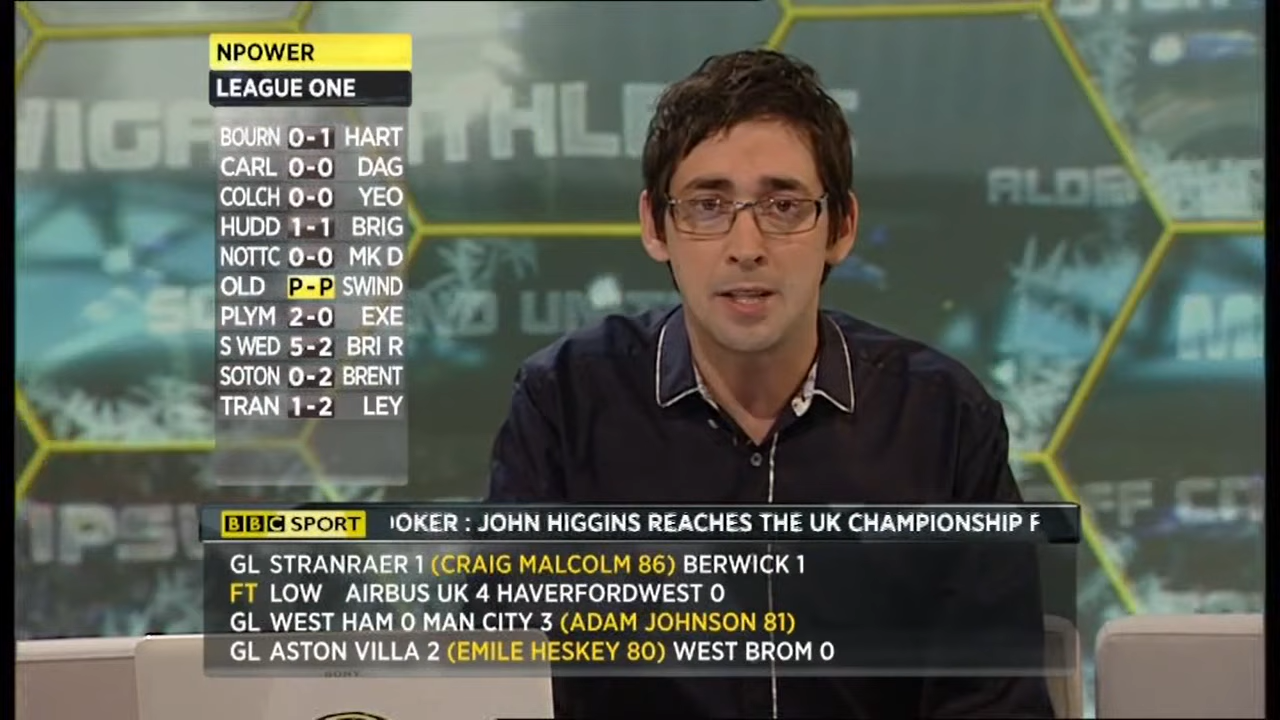 NPOWER
LEAGUE ONE
BOURN 0-1 HART
CARL 0-0 DAG
COLCH 0-0 YEO
HUDD 1-1 BRIG
NOTTC 0-0 MK D
OLD P-P SWIND
PLYM 2-0 EXE
S WED 5-2 BRI R
SOTON 0-2 BRENT
TRAN 1-2 LEY
BBC SPORT OKER : JOHN HIGGINS REACHES THE UK CHAMPIONSHIP F
GL STRANRAER 1 (CRAIG MALCOLM 86) BERWICK 1
FT LOW AIRBUS UK 4 HAVERFORDWEST 0
GL WEST HAM 0 MAN CITY 3 (ADAM JOHNSON 81)
GL ASTON VILLA 2 (EMILE HESKEY 80) WEST BROM 0
SONY